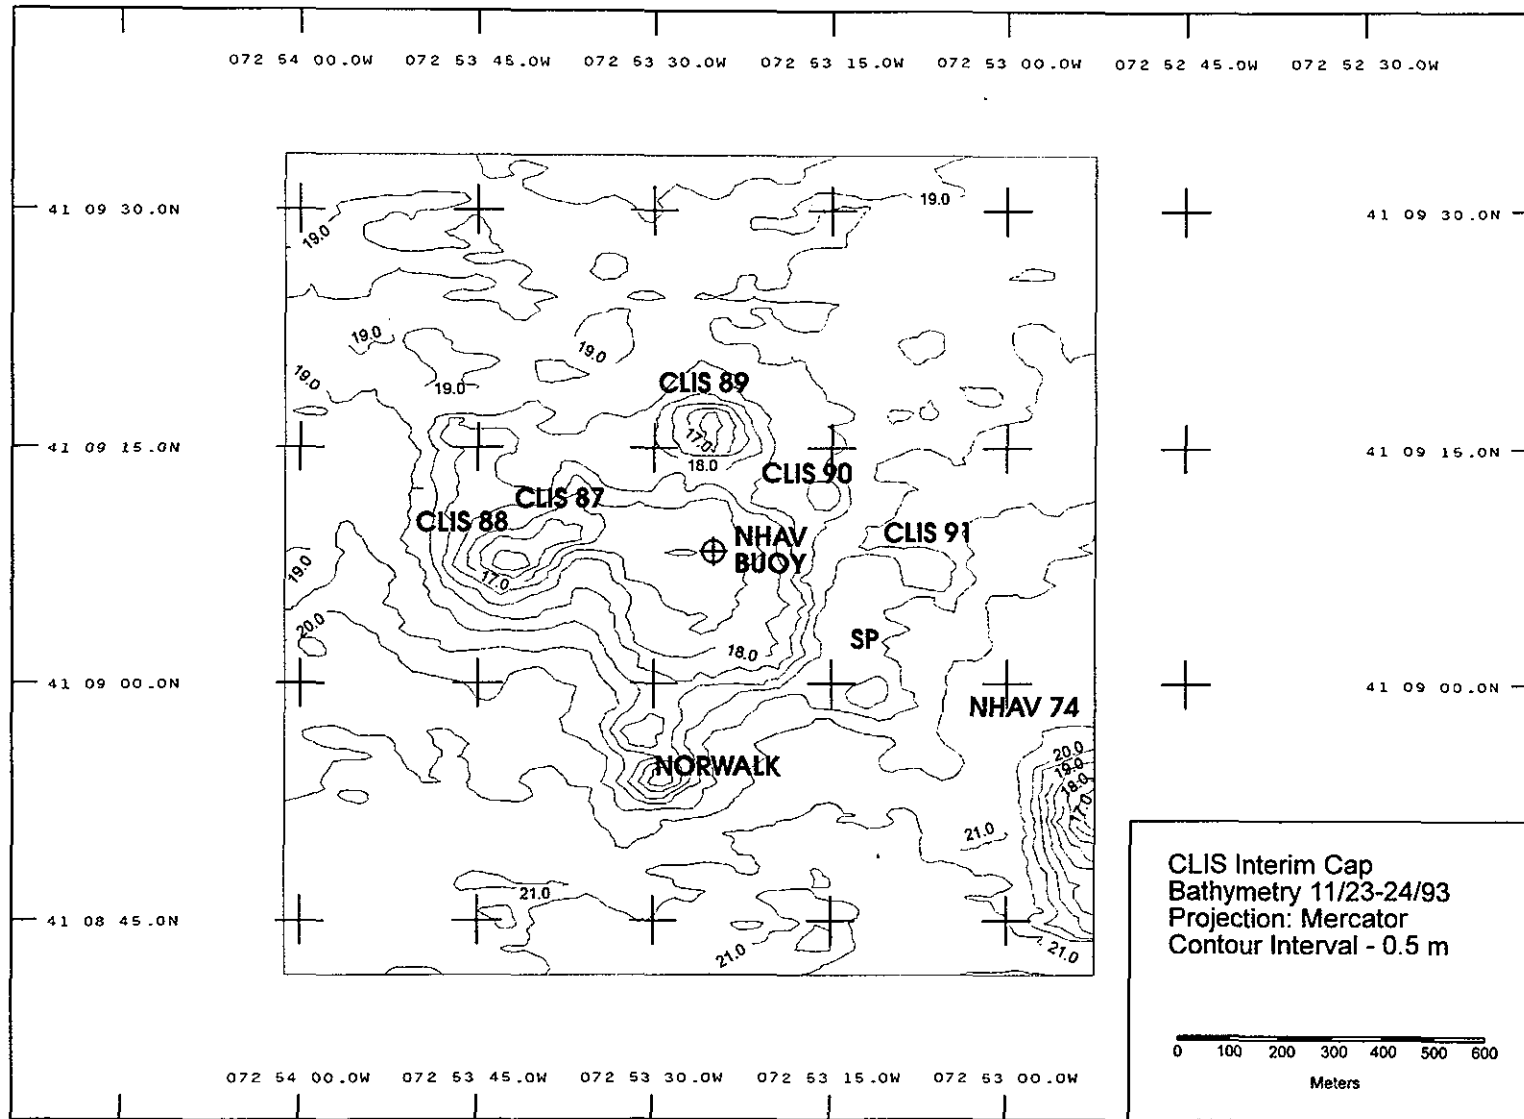 072 54 00.0W 072 53 45.0W 072 53 30.0W 072 53 15.0W 072 53 00.0W 072 52 45.0W 072 52 30.0W
41 09 30.0N
41 09 30.0N
19.0
19.0
19.0
19.0
19.0
19.0
CLIS 89
17.0
18.0
41 09 15.0N
41 09 15.0N
CLIS 90
CLIS 87
CLIS 88
CLIS 91
NHAV
BUOY
17.0
19.0
20.0
SP
18.0
41 09 00.0N
41 09 00.0N
NHAV 74
NORWALK
20.0
19.0
18.0
17.0
21.0
21.0
41 08 45.0N
21.0
21.0
CLIS Interim Cap
Bathymetry 11/23-24/93
Projection: Mercator
Contour Interval - 0.5 m
0 100 200 300 400 500 600
Meters
072 54 00.0W 072 53 45.0W 072 53 30.0W 072 53 15.0W 072 53 00.0W